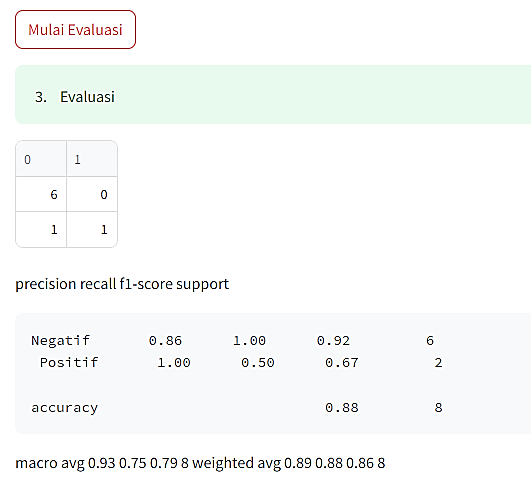 Mulai Evaluasi
3. Evaluasi
0 1
6 0
1 1
precision recall f1-score support
Negatif 0.86 1.00 0.92 6
Positif 1.00 0.50 0.67 2
accuracy 0.88 8
macro avg 0.93 0.75 0.79 8 weighted avg 0.89 0.88 0.86 8